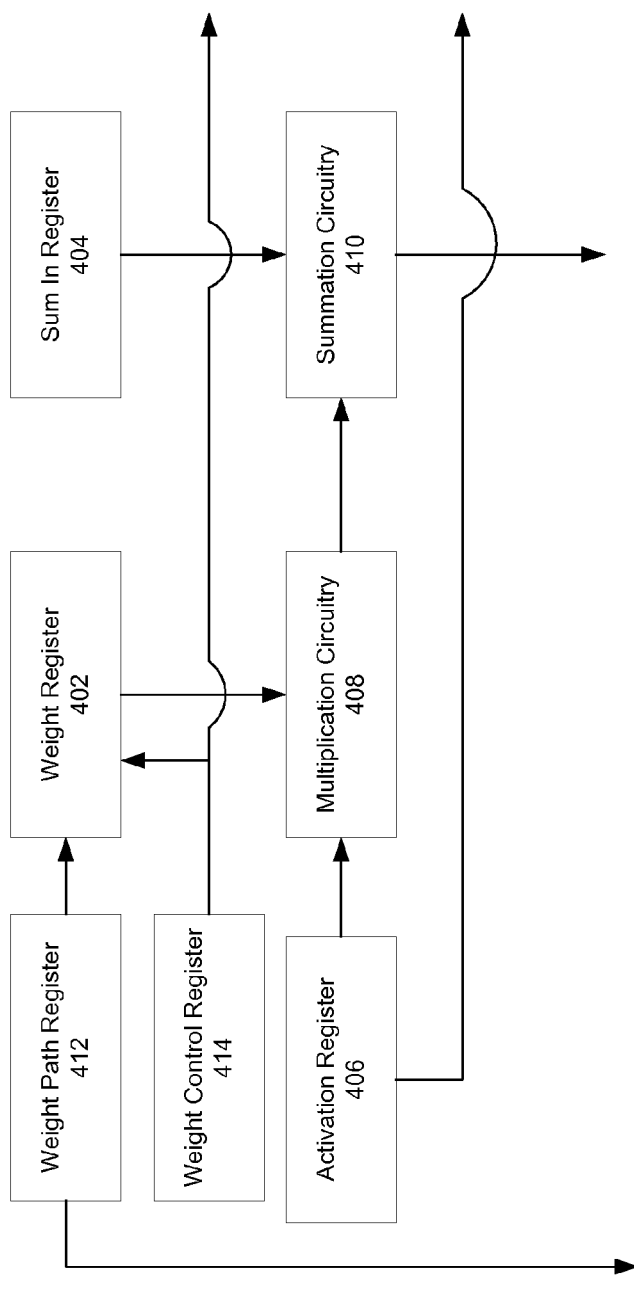 Weight Path Register
412
Weight Register
402
Sum In Register
404
Weight Control Register
414
Activation Register
406
Multiplication Circuitry
408
Summation Circuitry
410